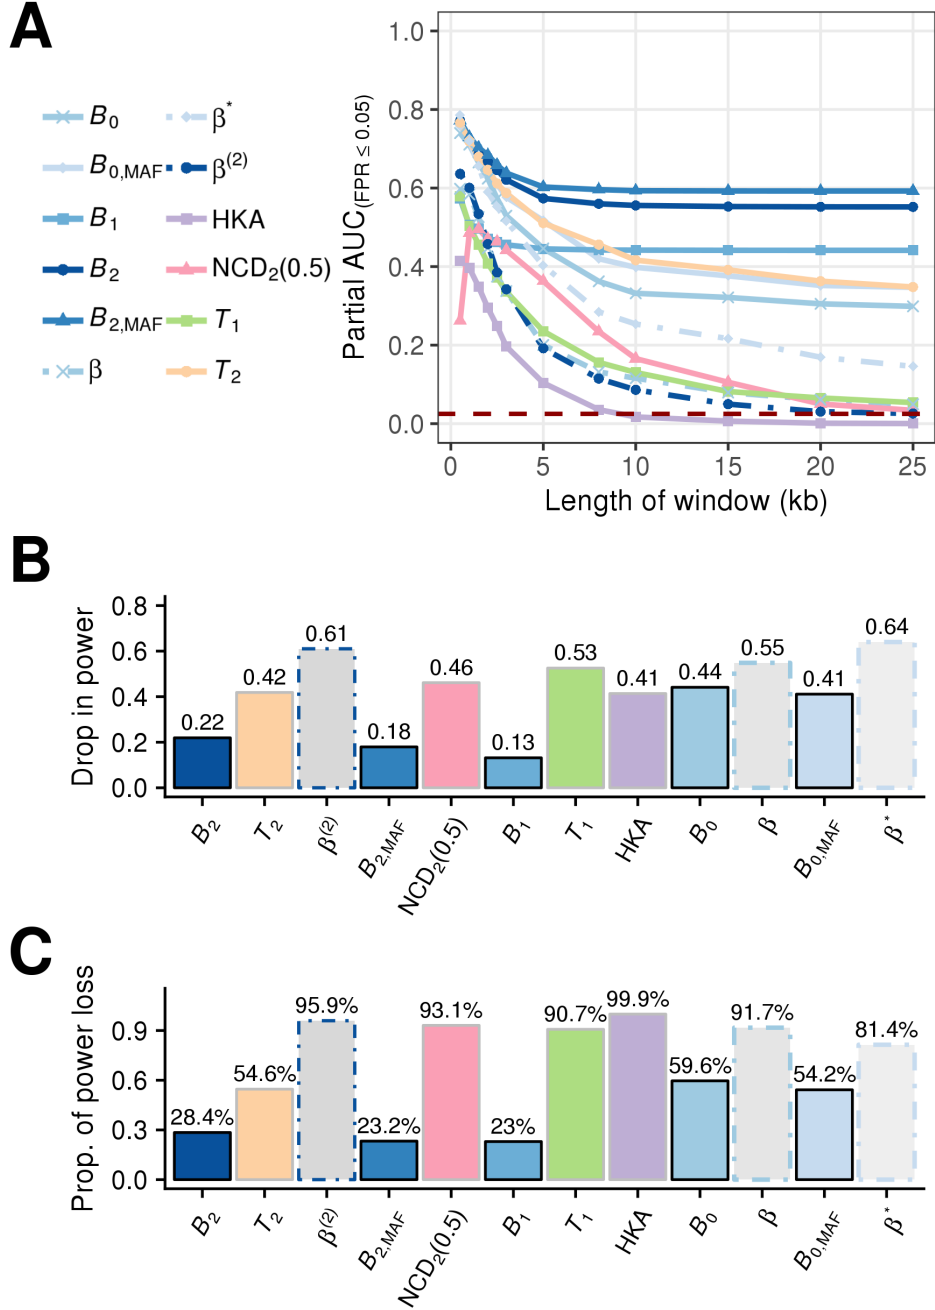 A
B₀
B₀,MAF
B₁
B₂
B₂,MAF
β
β*
β⁽²⁾
HKA
NCD₂(0.5)
T₁
T₂
Partial AUC(FPR ≤ 0.05)
1.0
0.8
0.6
0.4
0.2
0.0
0 5 10 15 20 25
Length of window (kb)
B
Drop in power
0.8
0.6
0.4
0.2
0.0
0.22 0.42 0.61 0.18 0.46 0.13 0.53 0.41 0.44 0.55 0.41 0.64
B₂ T₂ β⁽²⁾ B₂,MAF NCD₂(0.5) B₁ T₁ HKA B₀ β B₀,MAF β*
C
Prop. of power loss
0.9
0.6
0.3
0.0
28.4% 54.6% 95.9% 23.2% 93.1% 23% 90.7% 99.9% 59.6% 91.7% 54.2% 81.4%
B₂ T₂ β⁽²⁾ B₂,MAF NCD₂(0.5) B₁ T₁ HKA B₀ β B₀,MAF β*